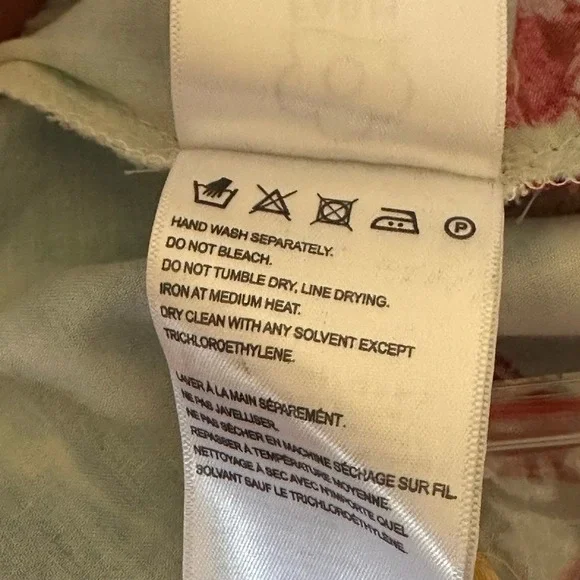 P
HAND WASH SEPARATELY.
DO NOT BLEACH.
DO NOT TUMBLE DRY, LINE DRYING.
IRON AT MEDIUM HEAT.
DRY CLEAN WITH ANY SOLVENT EXCEPT
TRICHLOROETHYLENE.
LAVER À LA MAIN SÉPARÉMENT.
NE PAS JAVELLISER.
NE PAS SÉCHER EN MACHINE SÉCHAGE SUR FIL.
REPASSER À TEMPÉRATURE MOYENNE.
NETTOYAGE À SEC AVEC N'IMPORTE QUEL
SOLVANT SAUF LE TRICHLOROÉTHYLENE.